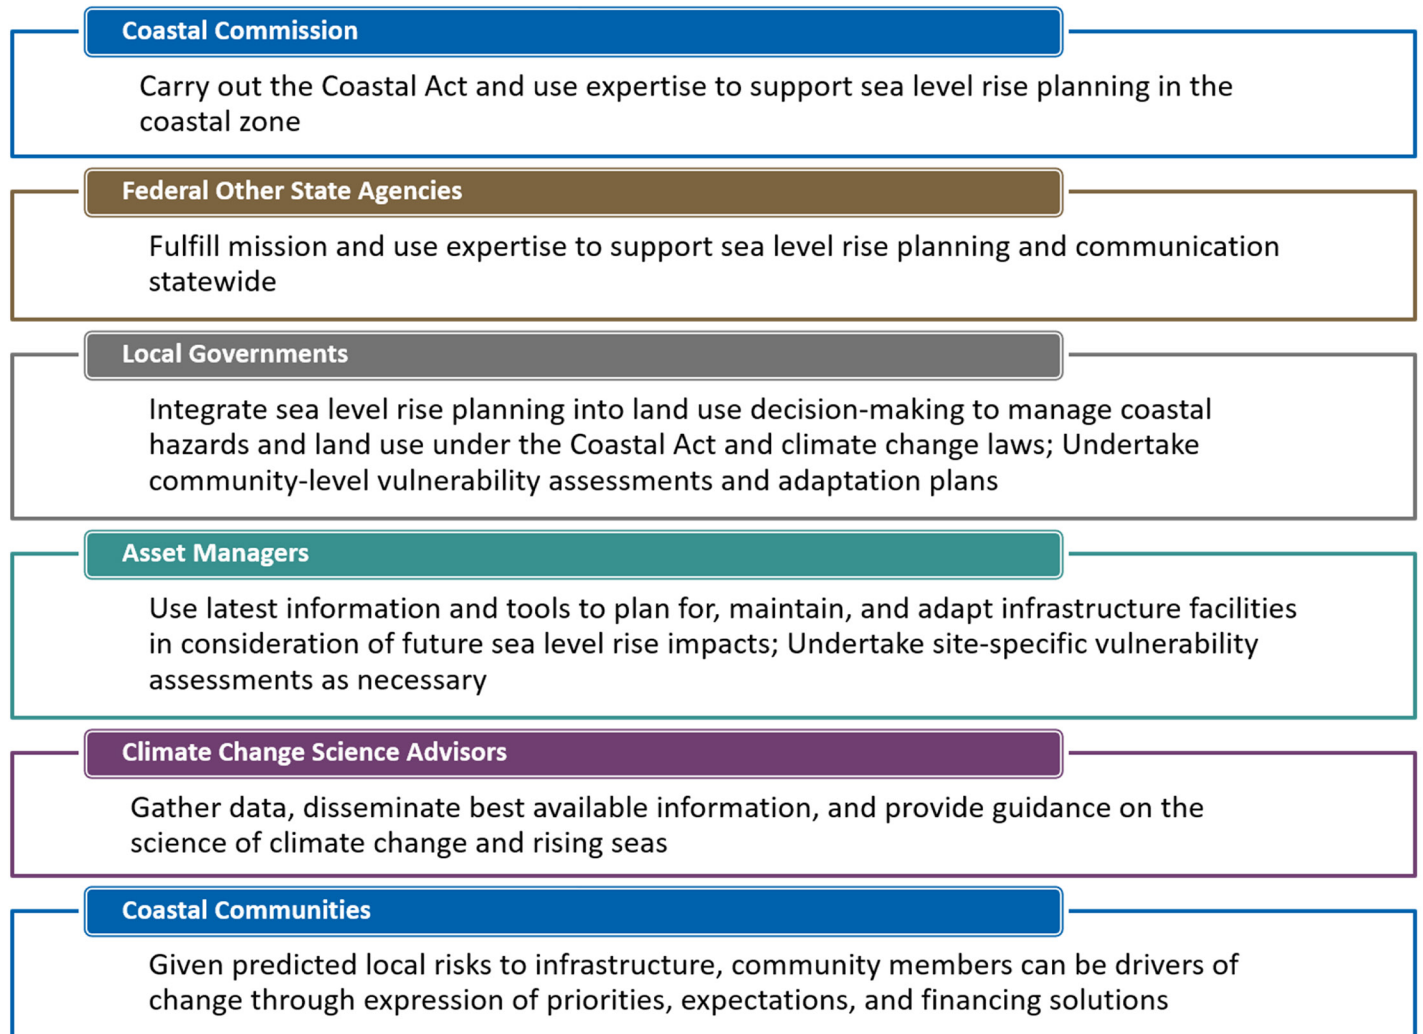 Coastal Commission
Carry out the Coastal Act and use expertise to support sea level rise planning in the
coastal zone
Federal Other State Agencies
Fulfill mission and use expertise to support sea level rise planning and communication
statewide
Local Governments
Integrate sea level rise planning into land use decision-making to manage coastal
hazards and land use under the Coastal Act and climate change laws; Undertake
community-level vulnerability assessments and adaptation plans
Asset Managers
Use latest information and tools to plan for, maintain, and adapt infrastructure facilities
in consideration of future sea level rise impacts; Undertake site-specific vulnerability
assessments as necessary
Climate Change Science Advisors
Gather data, disseminate best available information, and provide guidance on the
science of climate change and rising seas
Coastal Communities
Given predicted local risks to infrastructure, community members can be drivers of
change through expression of priorities, expectations, and financing solutions